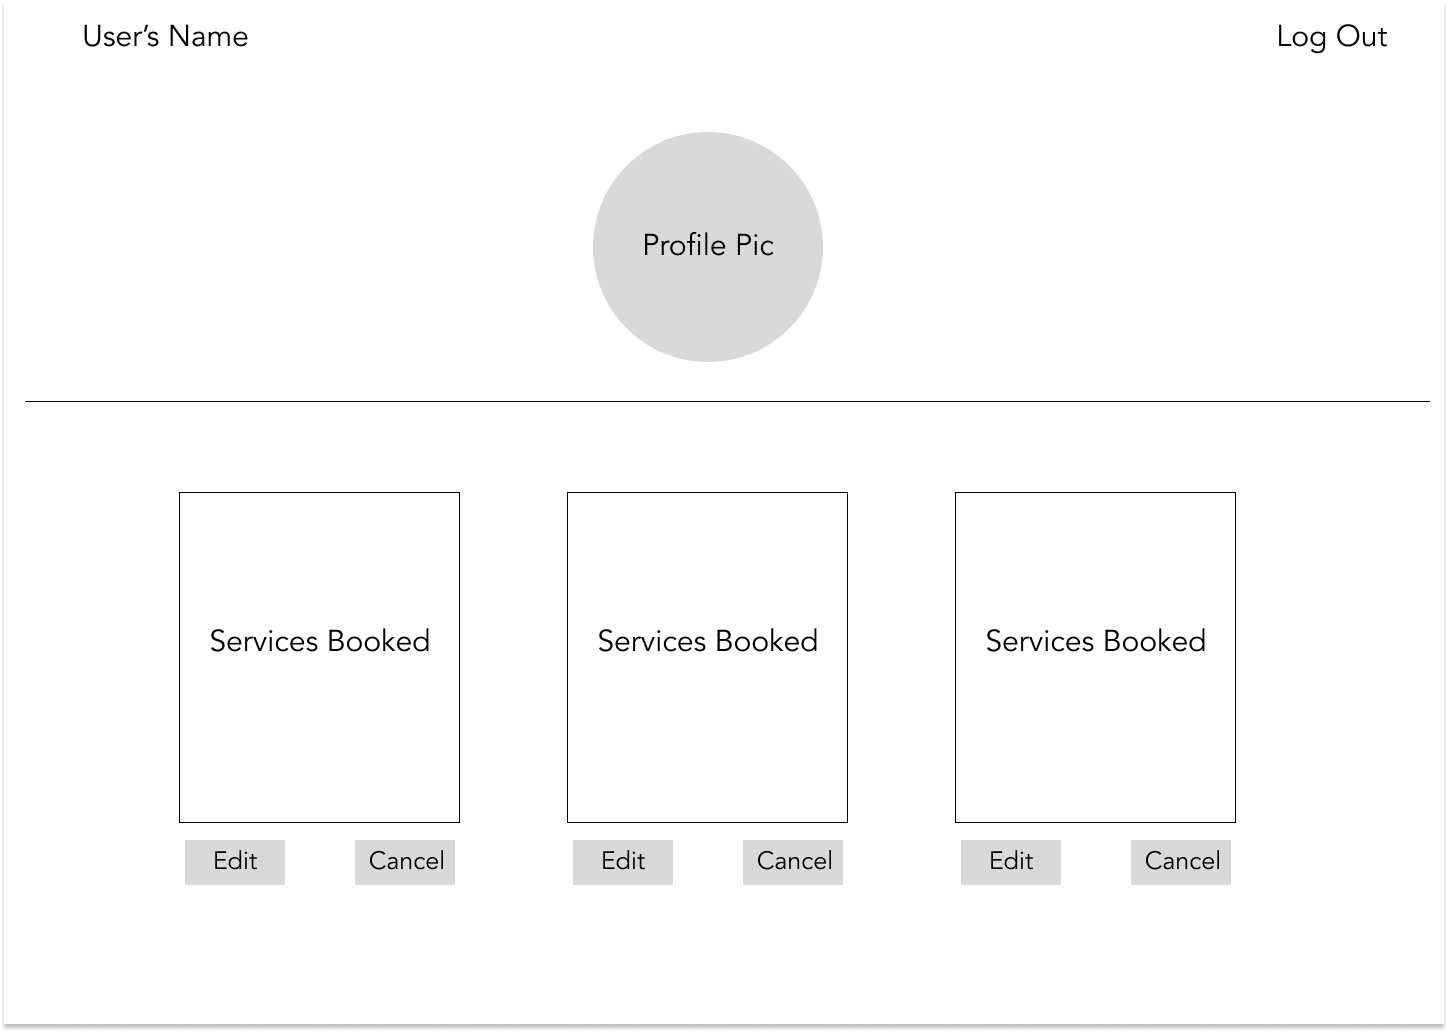 User’s Name
Log Out
Profile Pic
Services Booked
Services Booked
Services Booked
Edit
Cancel
Edit
Cancel
Edit
Cancel